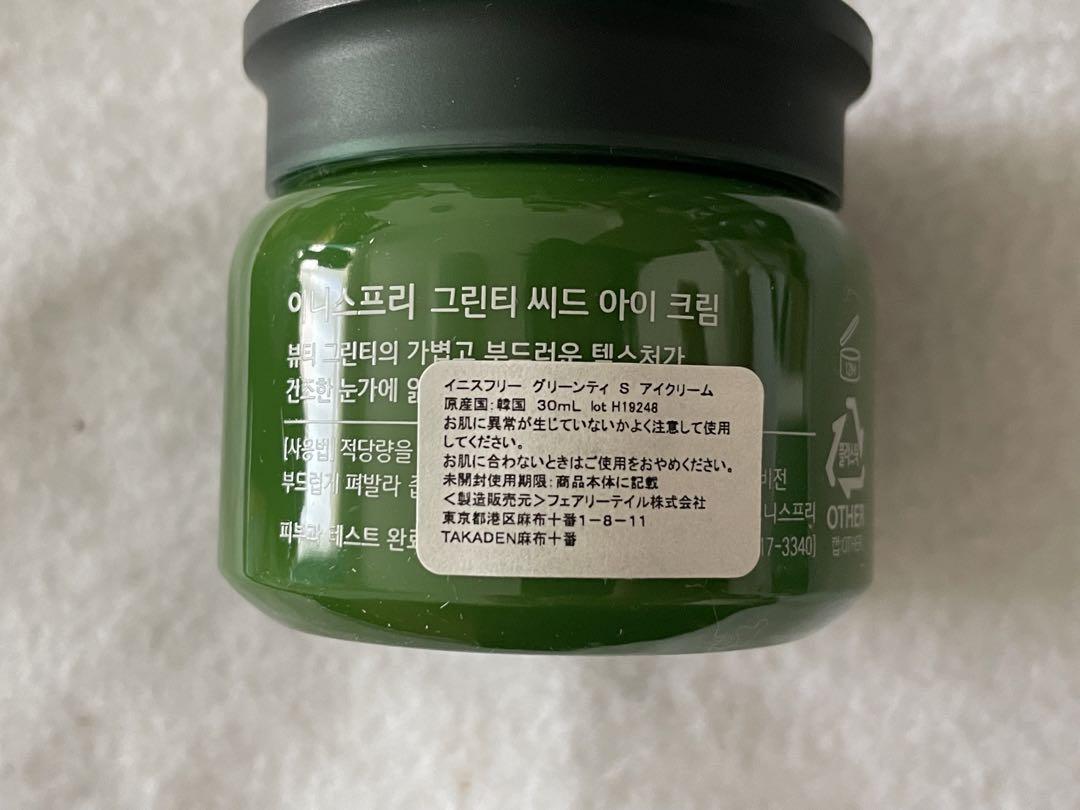 이니스프리 그린티 씨드 아이 크림
뷰티 그린티의 가볍고 부드러운 텍스처가
건조한 눈가에
[사용법] 적당량을
부드럽게 펴발라
피부과 테스트 완료
イニスフリー グリーンティ S アイクリーム
原産国:韓国 30mL lot H19248
お肌に異常が生じていないかよく注意して使用
してください。
お肌に合わないときはご使用をおやめください。
未開封使用期限:商品本体に記載
<製造販売元>フェアリーテイル株式会社
東京都港区麻布十番1-8-11
TAKADEN麻布十番
12M
플라스틱
OTHER
캡:OTHER
17-3340]